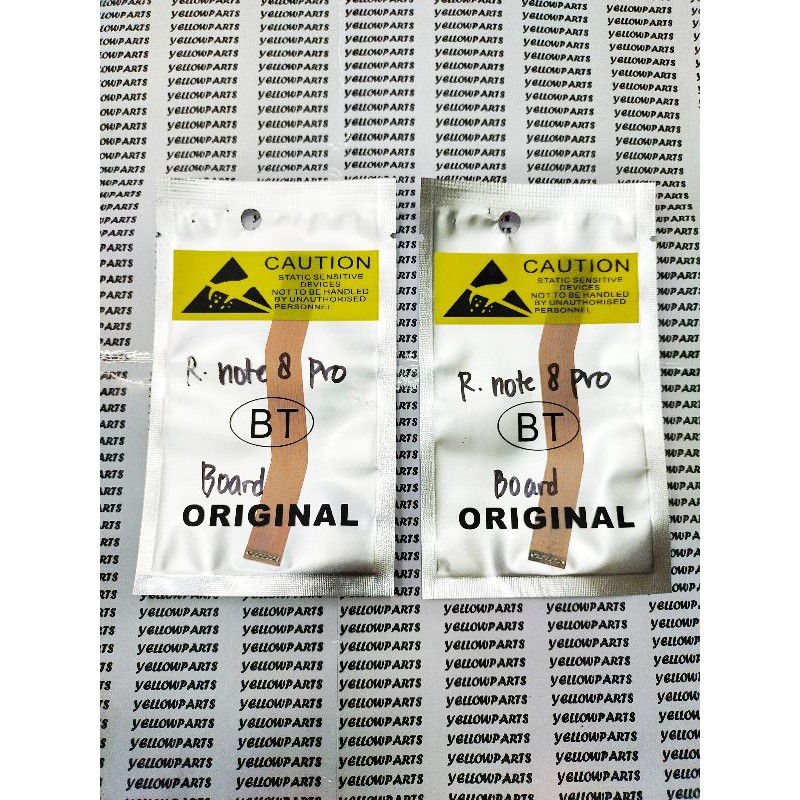 yellowPARTS
CAUTION
STATIC SENSITIVE
DEVICES
NOT TO BE HANDLED
BY UNAUTHORISED
PERSONNEL
R. note 8 pro
BT
Board
ORIGINAL
CAUTION
STATIC SENSITIVE
DEVICES
NOT TO BE HANDLED
BY UNAUTHORISED
PERSONNEL
R. note 8 pro
BT
Board
ORIGINAL